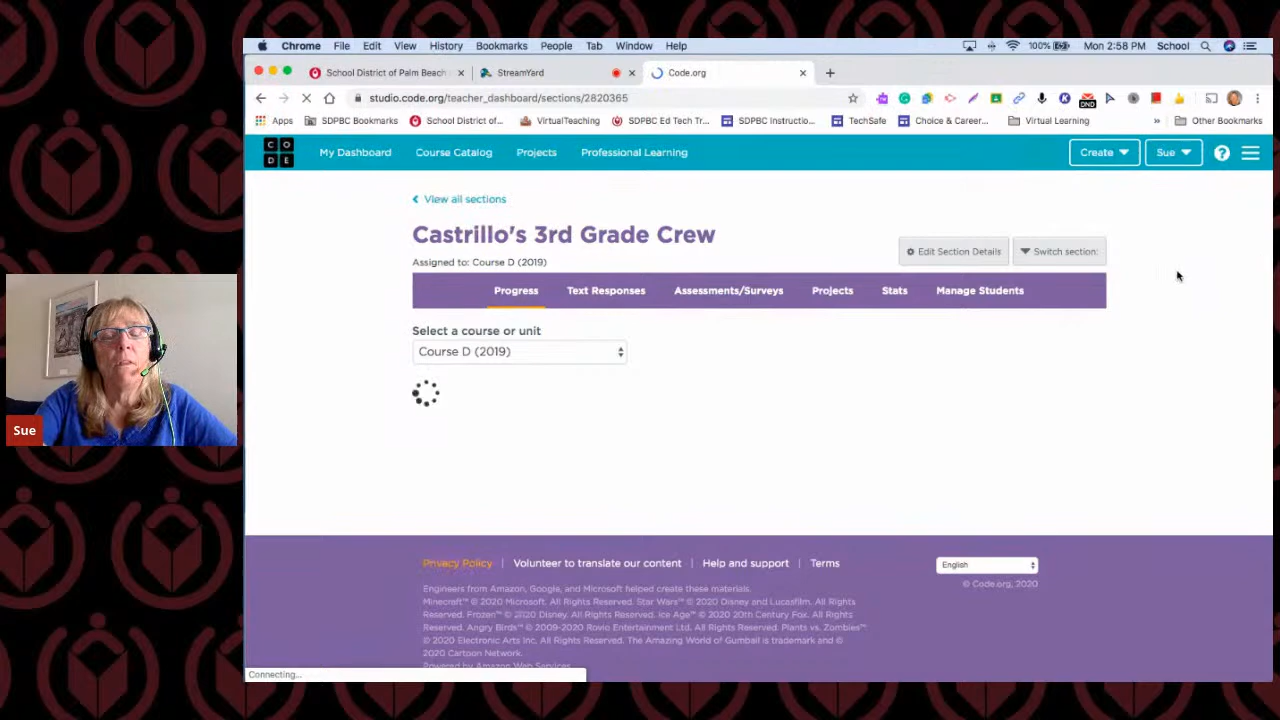 Chrome File Edit View History Bookmarks People Tab Window Help 100% Mon 2:58 PM School
School District of Palm Beach StreamYard Code.org
studio.code.org/teacher_dashboard/sections/2820365
DND
Apps SDPBC Bookmarks School District of... VirtualTeaching SDPBC Ed Tech Tr... SDPBC Instructio... TechSafe Choice & Career... Virtual Learning » Other Bookmarks
CODE My Dashboard Course Catalog Projects Professional Learning Create Sue ?
View all sections
Castrillo's 3rd Grade Crew
Edit Section Details Switch section:
Assigned to: Course D (2019)
Progress Text Responses Assessments/Surveys Projects Stats Manage Students
Select a course or unit
Course D (2019)
Sue
Privacy Policy | Volunteer to translate our content | Help and support | Terms
English
© Code.org, 2020
Engineers from Amazon, Google, and Microsoft helped create these materials.
Minecraft™ © 2020 Microsoft. All Rights Reserved. Star Wars™ © 2020 Disney and Lucasfilm. All
Rights Reserved. Frozen™ © 2020 Disney. All Rights Reserved. Ice Age™ © 2020 20th Century Fox. All
Rights Reserved. Angry Birds™ © 2009-2020 Rovio Entertainment Ltd. All Rights Reserved. Plants vs. Zombies™
© 2020 Electronic Arts Inc. All Rights Reserved. The Amazing World of Gumball is trademark and ©
2020 Cartoon Network.
Powered by Amazon Web Services
Connecting...